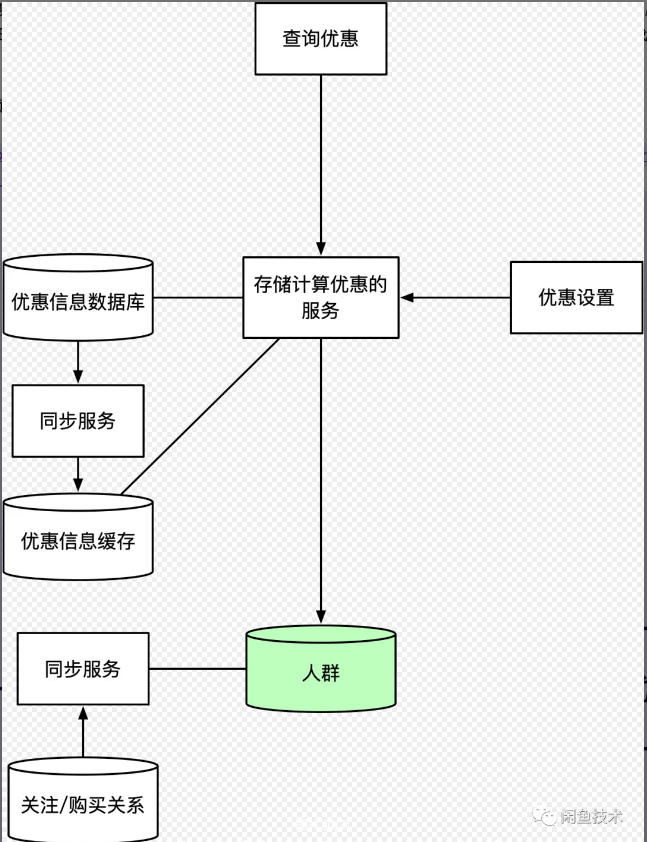 查询优惠
优惠信息数据库
存储计算优惠的
服务
优惠设置
同步服务
优惠信息缓存
同步服务
人群
关注/购买关系
闲鱼技术